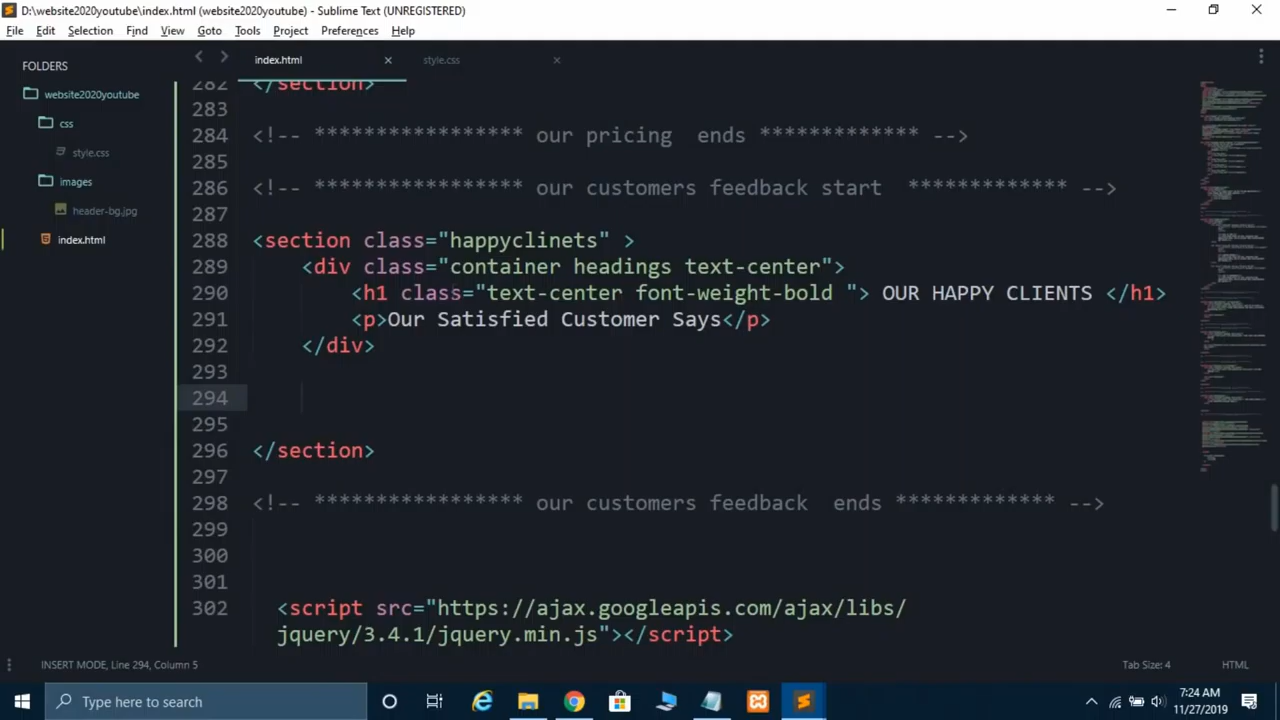 D:\website2020youtube\index.html (website2020youtube) - Sublime Text (UNREGISTERED)
File Edit Selection Find View Goto Tools Project Preferences Help
FOLDERS
website2020youtube
css
style.css
images
header-bg.jpg
index.html
index.html style.css
282 </section>
283
284 <!-- ***************** our pricing  ends ************* -->
285
286 <!-- ***************** our customers feedback start  ************* -->
287
288 <section class="happyclinets" >
289 <div class="container headings text-center">
290 <h1 class="text-center font-weight-bold "> OUR HAPPY CLIENTS </h1>
291 <p>Our Satisfied Customer Says</p>
292 </div>
293
294
295
296 </section>
297
298 <!-- ***************** our customers feedback  ends ************* -->
299
300
301
302 <script src="https://ajax.googleapis.com/ajax/libs/
jquery/3.4.1/jquery.min.js"></script>
INSERT MODE, Line 294, Column 5 Tab Size: 4 HTML
Type here to search
7:24 AM
11/27/2019